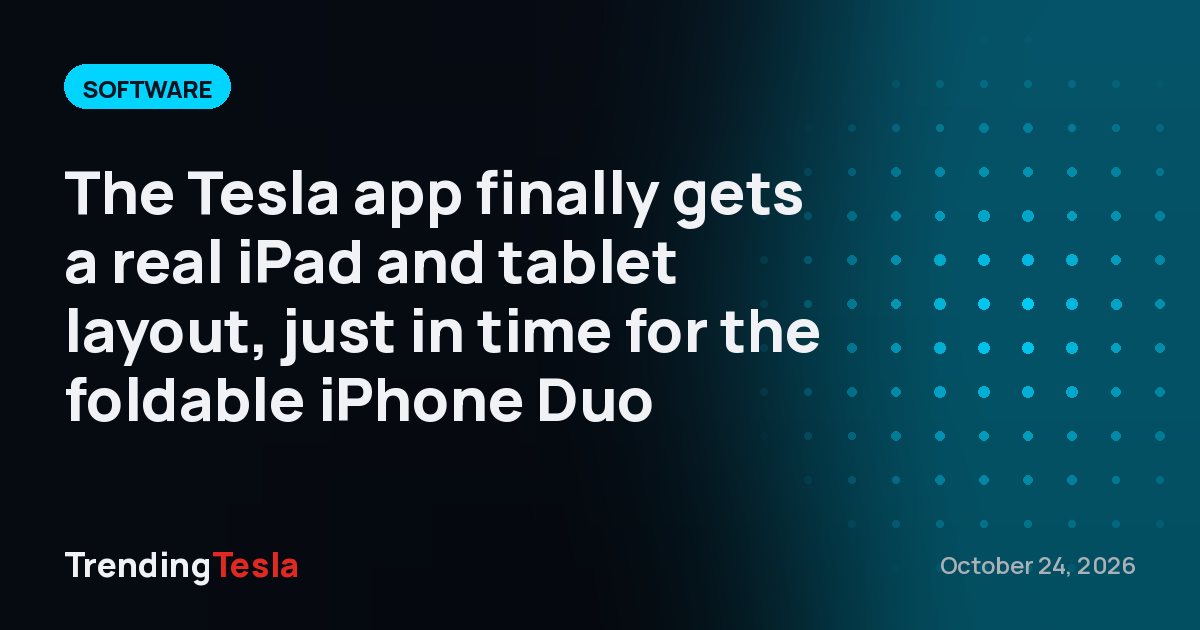 SOFTWARE
The Tesla app finally gets
a real iPad and tablet
layout, just in time for the
foldable iPhone Duo
TrendingTesla
October 24, 2026